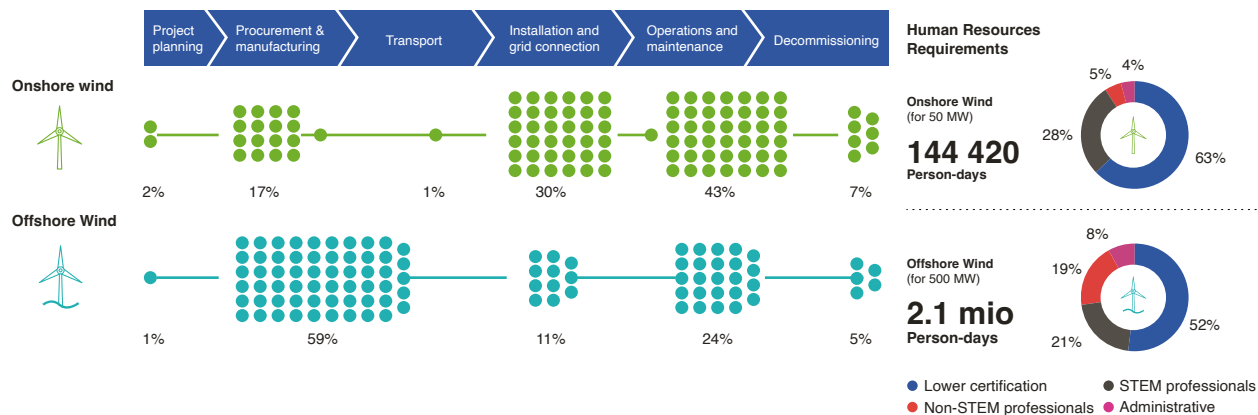 Project
planning
Procurement &
manufacturing
Transport
Installation and
grid connection
Operations and
maintenance
Decommissioning
Human Resources
Requirements
Onshore wind
2%
17%
1%
30%
43%
7%
Onshore Wind
(for 50 MW)
144 420
Person-days
5%
4%
28%
63%
Offshore Wind
1%
59%
11%
24%
5%
Offshore Wind
(for 500 MW)
2.1 mio
Person-days
8%
19%
21%
52%
Lower certification
STEM professionals
Non-STEM professionals
Administrative